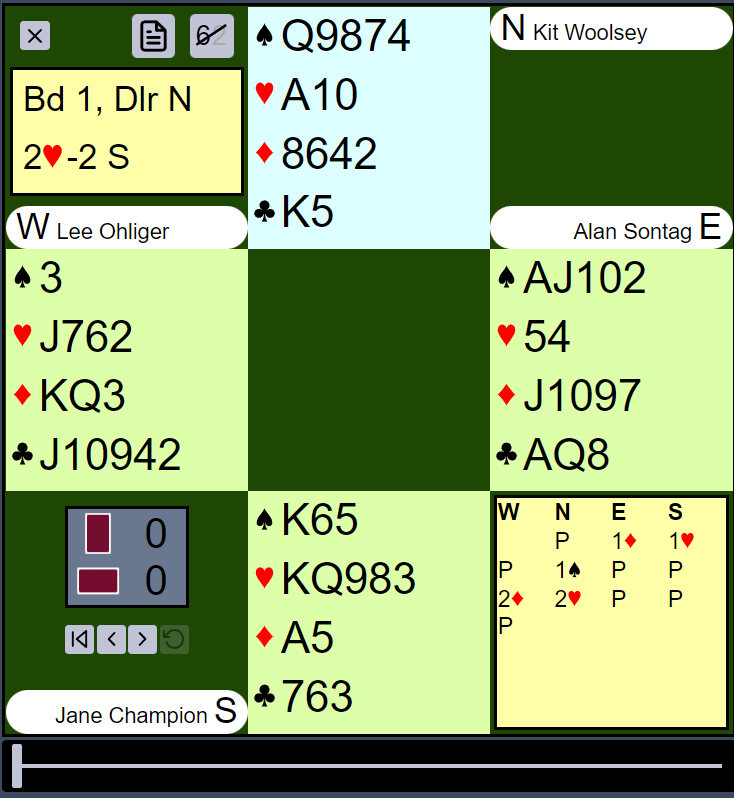 62
Bd 1, Dlr N
2♥-2 S
♠ Q9874
♥ A10
♦ 8642
♣ K5
N Kit Woolsey
W Lee Ohliger
Alan Sontag E
♠ 3
♥ J762
♦ KQ3
♣ J10942
♠ AJ102
♥ 54
♦ J1097
♣ AQ8
0
0
♠ K65
♥ KQ983
♦ A5
♣ 763
Jane Champion S
W N E S
P 1♦ 1♥
P 1♠ P P
2♦ 2♥ P P
P